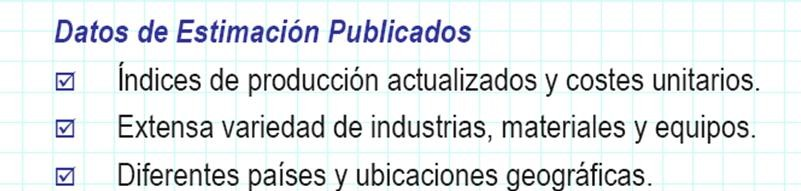 Datos de Estimación Publicados
Índices de producción actualizados y costes unitarios.
Extensa variedad de industrias, materiales y equipos.
Diferentes países y ubicaciones geográficas.